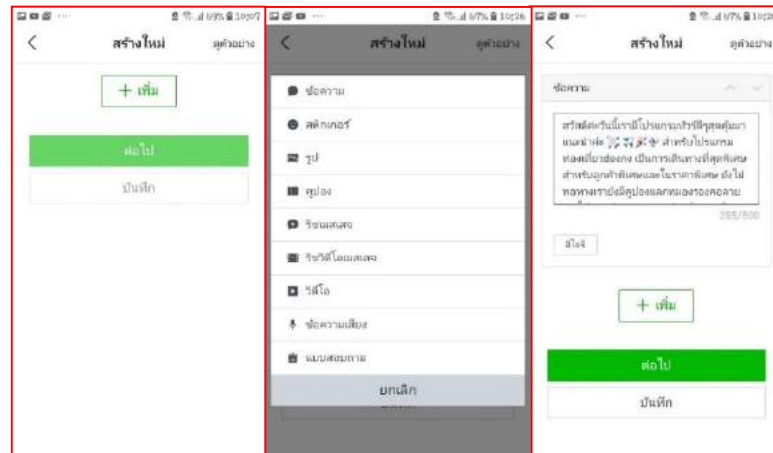 69% 10:07
สร้างใหม่
ดูตัวอย่าง
+ เพิ่ม
ต่อไป
บันทึก
67% 10:26
สร้างใหม่
ดูตัวอย่าง
ข้อความ
สติกเกอร์
รูป
คูปอง
ริชเมสเสจ
ริชวิดีโอเมสเสจ
วิดีโอ
ข้อความเสียง
แบบสอบถาม
ยกเลิก
67%
สร้างใหม่
ดูตัวอย่าง
ข้อความ
สวัสดีค่ะวันนี้เรามีโปรแกรมทัวร์ดีๆสุดคุ้มมา
แนะนำค่ะ สำหรับโปรแกรม
ท่องเที่ยวฮ่องกง เป็นการเดินทางที่สุดพิเศษ
สำหรับลูกค้าพิเศษและในราคาพิเศษ ยังไม่
พอทางเรายังมีคูปองแลกของ
295/500
อีโมจิ
+ เพิ่ม
ต่อไป
บันทึก